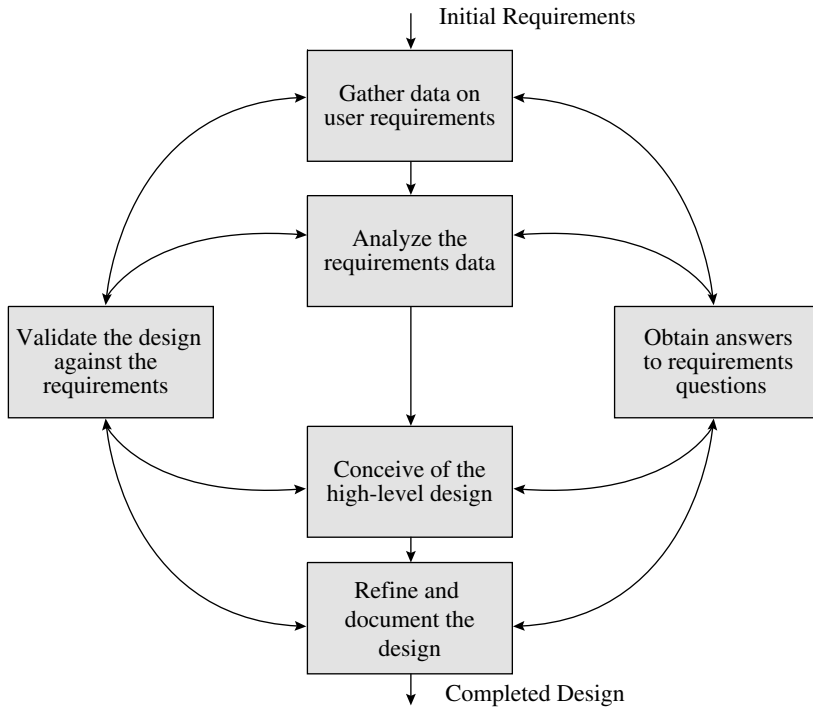 Initial Requirements
Gather data on
user requirements
Analyze the
requirements data
Validate the design
against the
requirements
Obtain answers
to requirements
questions
Conceive of the
high-level design
Refine and
document the
design
Completed Design